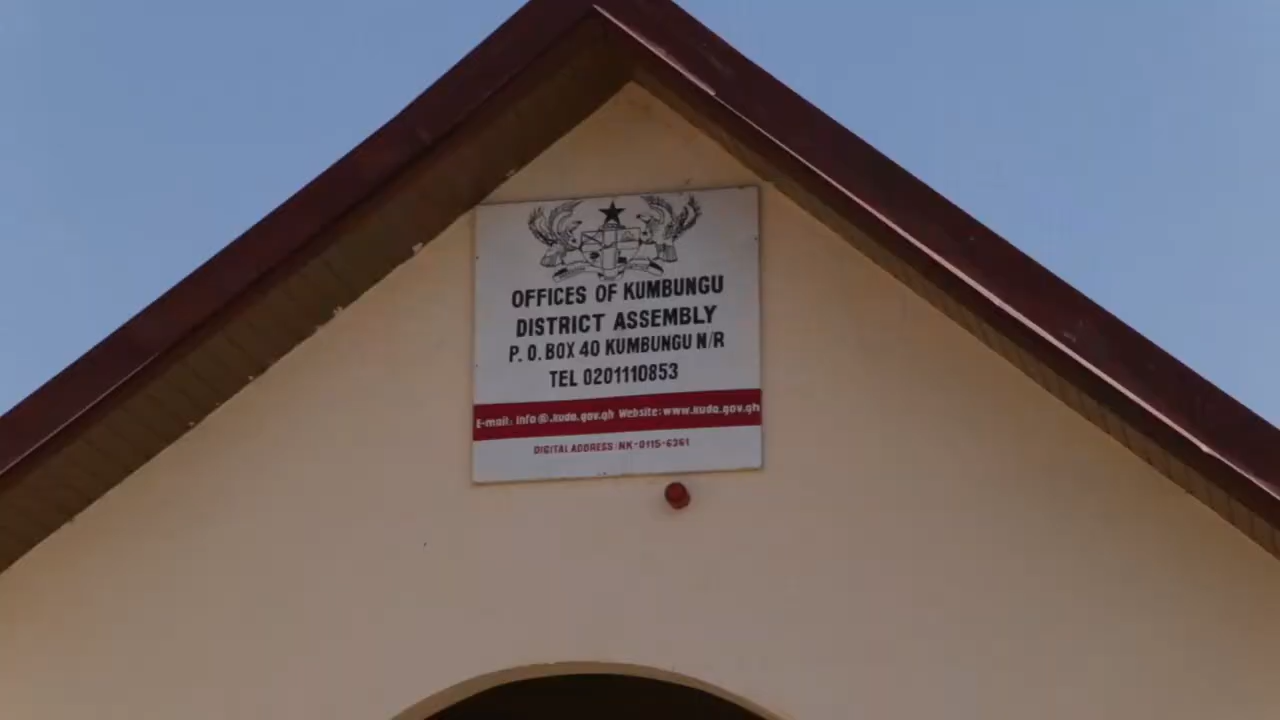 OFFICES OF KUMBUNGU
DISTRICT ASSEMBLY
P. O. BOX 40 KUMBUNGU N/R
TEL 0201110853
E-mail: info@.kuda.gov.gh Website: www.kuda.gov.gh
DIGITAL ADDRESS: NK-0115-6361